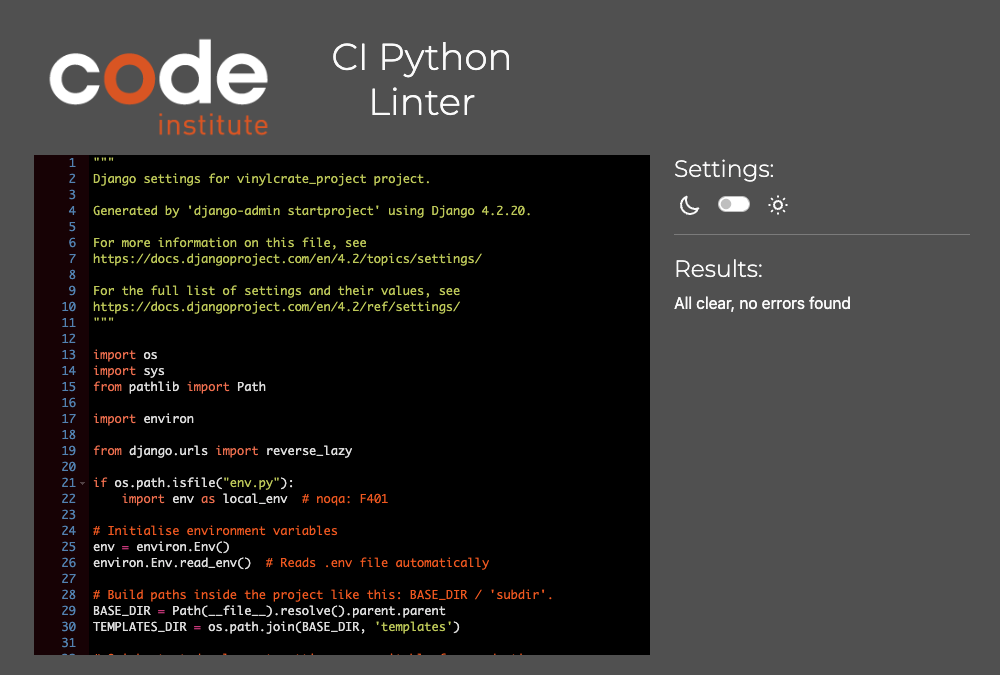 code
institute
CI Python
Linter
1 """
2 Django settings for vinylcrate_project project.
3
4 Generated by 'django-admin startproject' using Django 4.2.20.
5
6 For more information on this file, see
7 https://docs.djangoproject.com/en/4.2/topics/settings/
8
9 For the full list of settings and their values, see
10 https://docs.djangoproject.com/en/4.2/ref/settings/
11 """
12
13 import os
14 import sys
15 from pathlib import Path
16
17 import environ
18
19 from django.urls import reverse_lazy
20
21 if os.path.isfile("env.py"):
22 import env as local_env  # noqa: F401
23
24 # Initialise environment variables
25 env = environ.Env()
26 environ.Env.read_env()  # Reads .env file automatically
27
28 # Build paths inside the project like this: BASE_DIR / 'subdir'.
29 BASE_DIR = Path(__file__).resolve().parent.parent
30 TEMPLATES_DIR = os.path.join(BASE_DIR, 'templates')
31
Settings:
Results:
All clear, no errors found